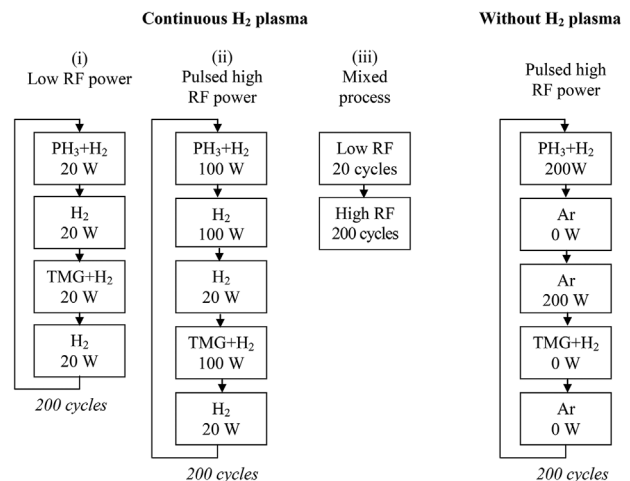 Continuous H₂ plasma
(i)
Low RF power
PH₃+H₂
20 W
H₂
20 W
TMG+H₂
20 W
H₂
20 W
200 cycles
(ii)
Pulsed high
RF power
PH₃+H₂
100 W
H₂
100 W
H₂
20 W
TMG+H₂
100 W
H₂
20 W
200 cycles
(iii)
Mixed
process
Low RF
20 cycles
High RF
200 cycles
Without H₂ plasma
Pulsed high
RF power
PH₃+H₂
200W
Ar
0 W
Ar
200 W
TMG+H₂
0 W
Ar
0 W
200 cycles